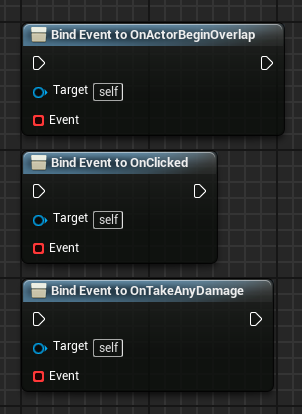 Bind Event to OnActorBeginOverlap
Target self
Event
Bind Event to OnClicked
Target self
Event
Bind Event to OnTakeAnyDamage
Target self
Event